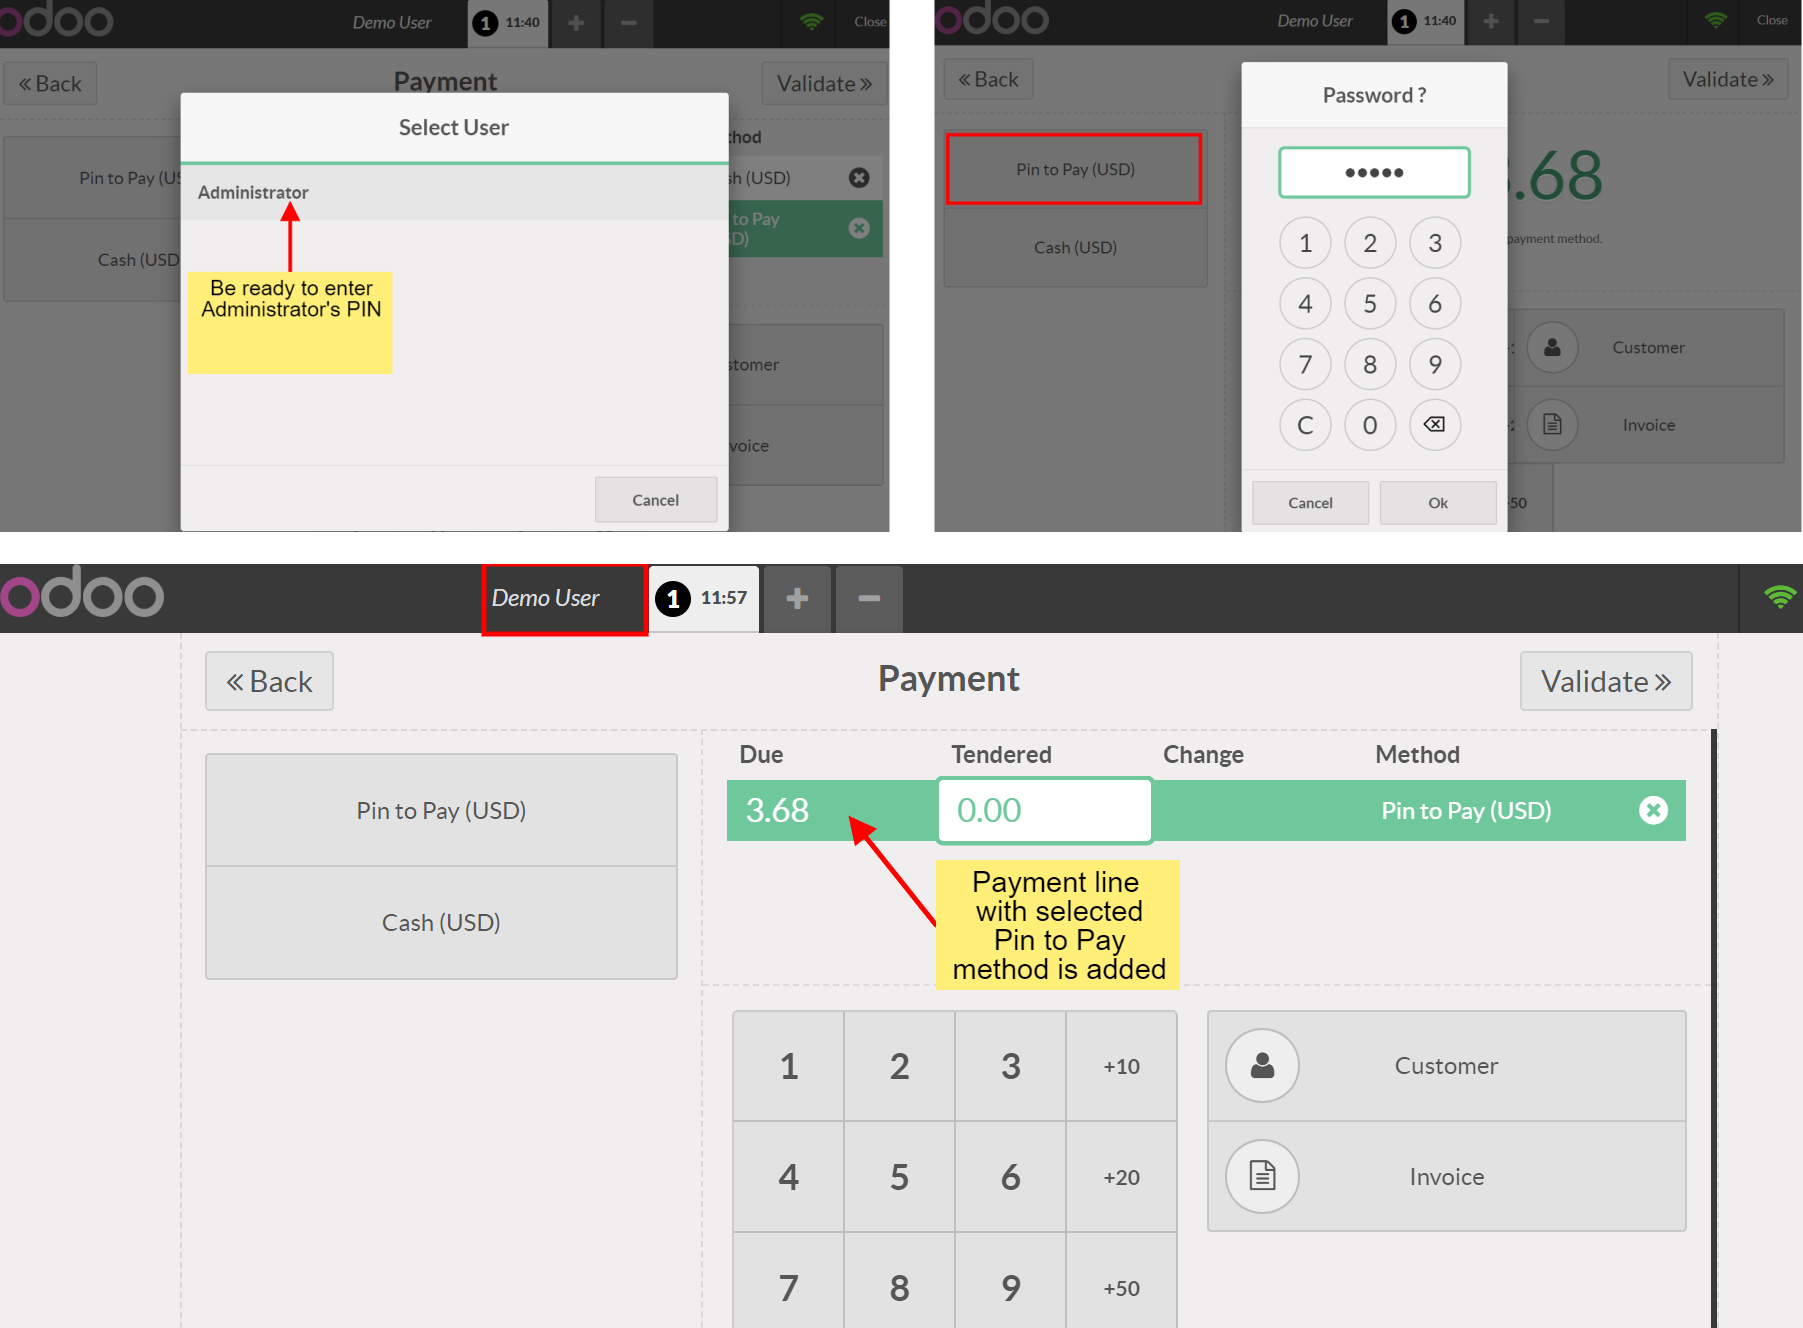 odoo
Demo User
1 11:40
Close
Back
Payment
Validate
Select User
Administrator
Be ready to enter
Administrator's PIN
Pin to Pay (US
Cash (USD
thod
sh (USD)
to Pay
D)
stomer
voice
Cancel
odoo
Demo User
1 11:40
Close
Back
Validate
Password ?
•••••
Pin to Pay (USD)
Cash (USD)
.68
payment method.
1 2 3
4 5 6
7 8 9
C 0
Customer
Invoice
50
Cancel Ok
odoo
Demo User
1 11:57
Back
Payment
Validate
Due Tendered Change Method
3.68 0.00 Pin to Pay (USD)
Pin to Pay (USD)
Cash (USD)
Payment line
with selected
Pin to Pay
method is added
1 2 3 +10
4 5 6 +20
7 8 9 +50
Customer
Invoice